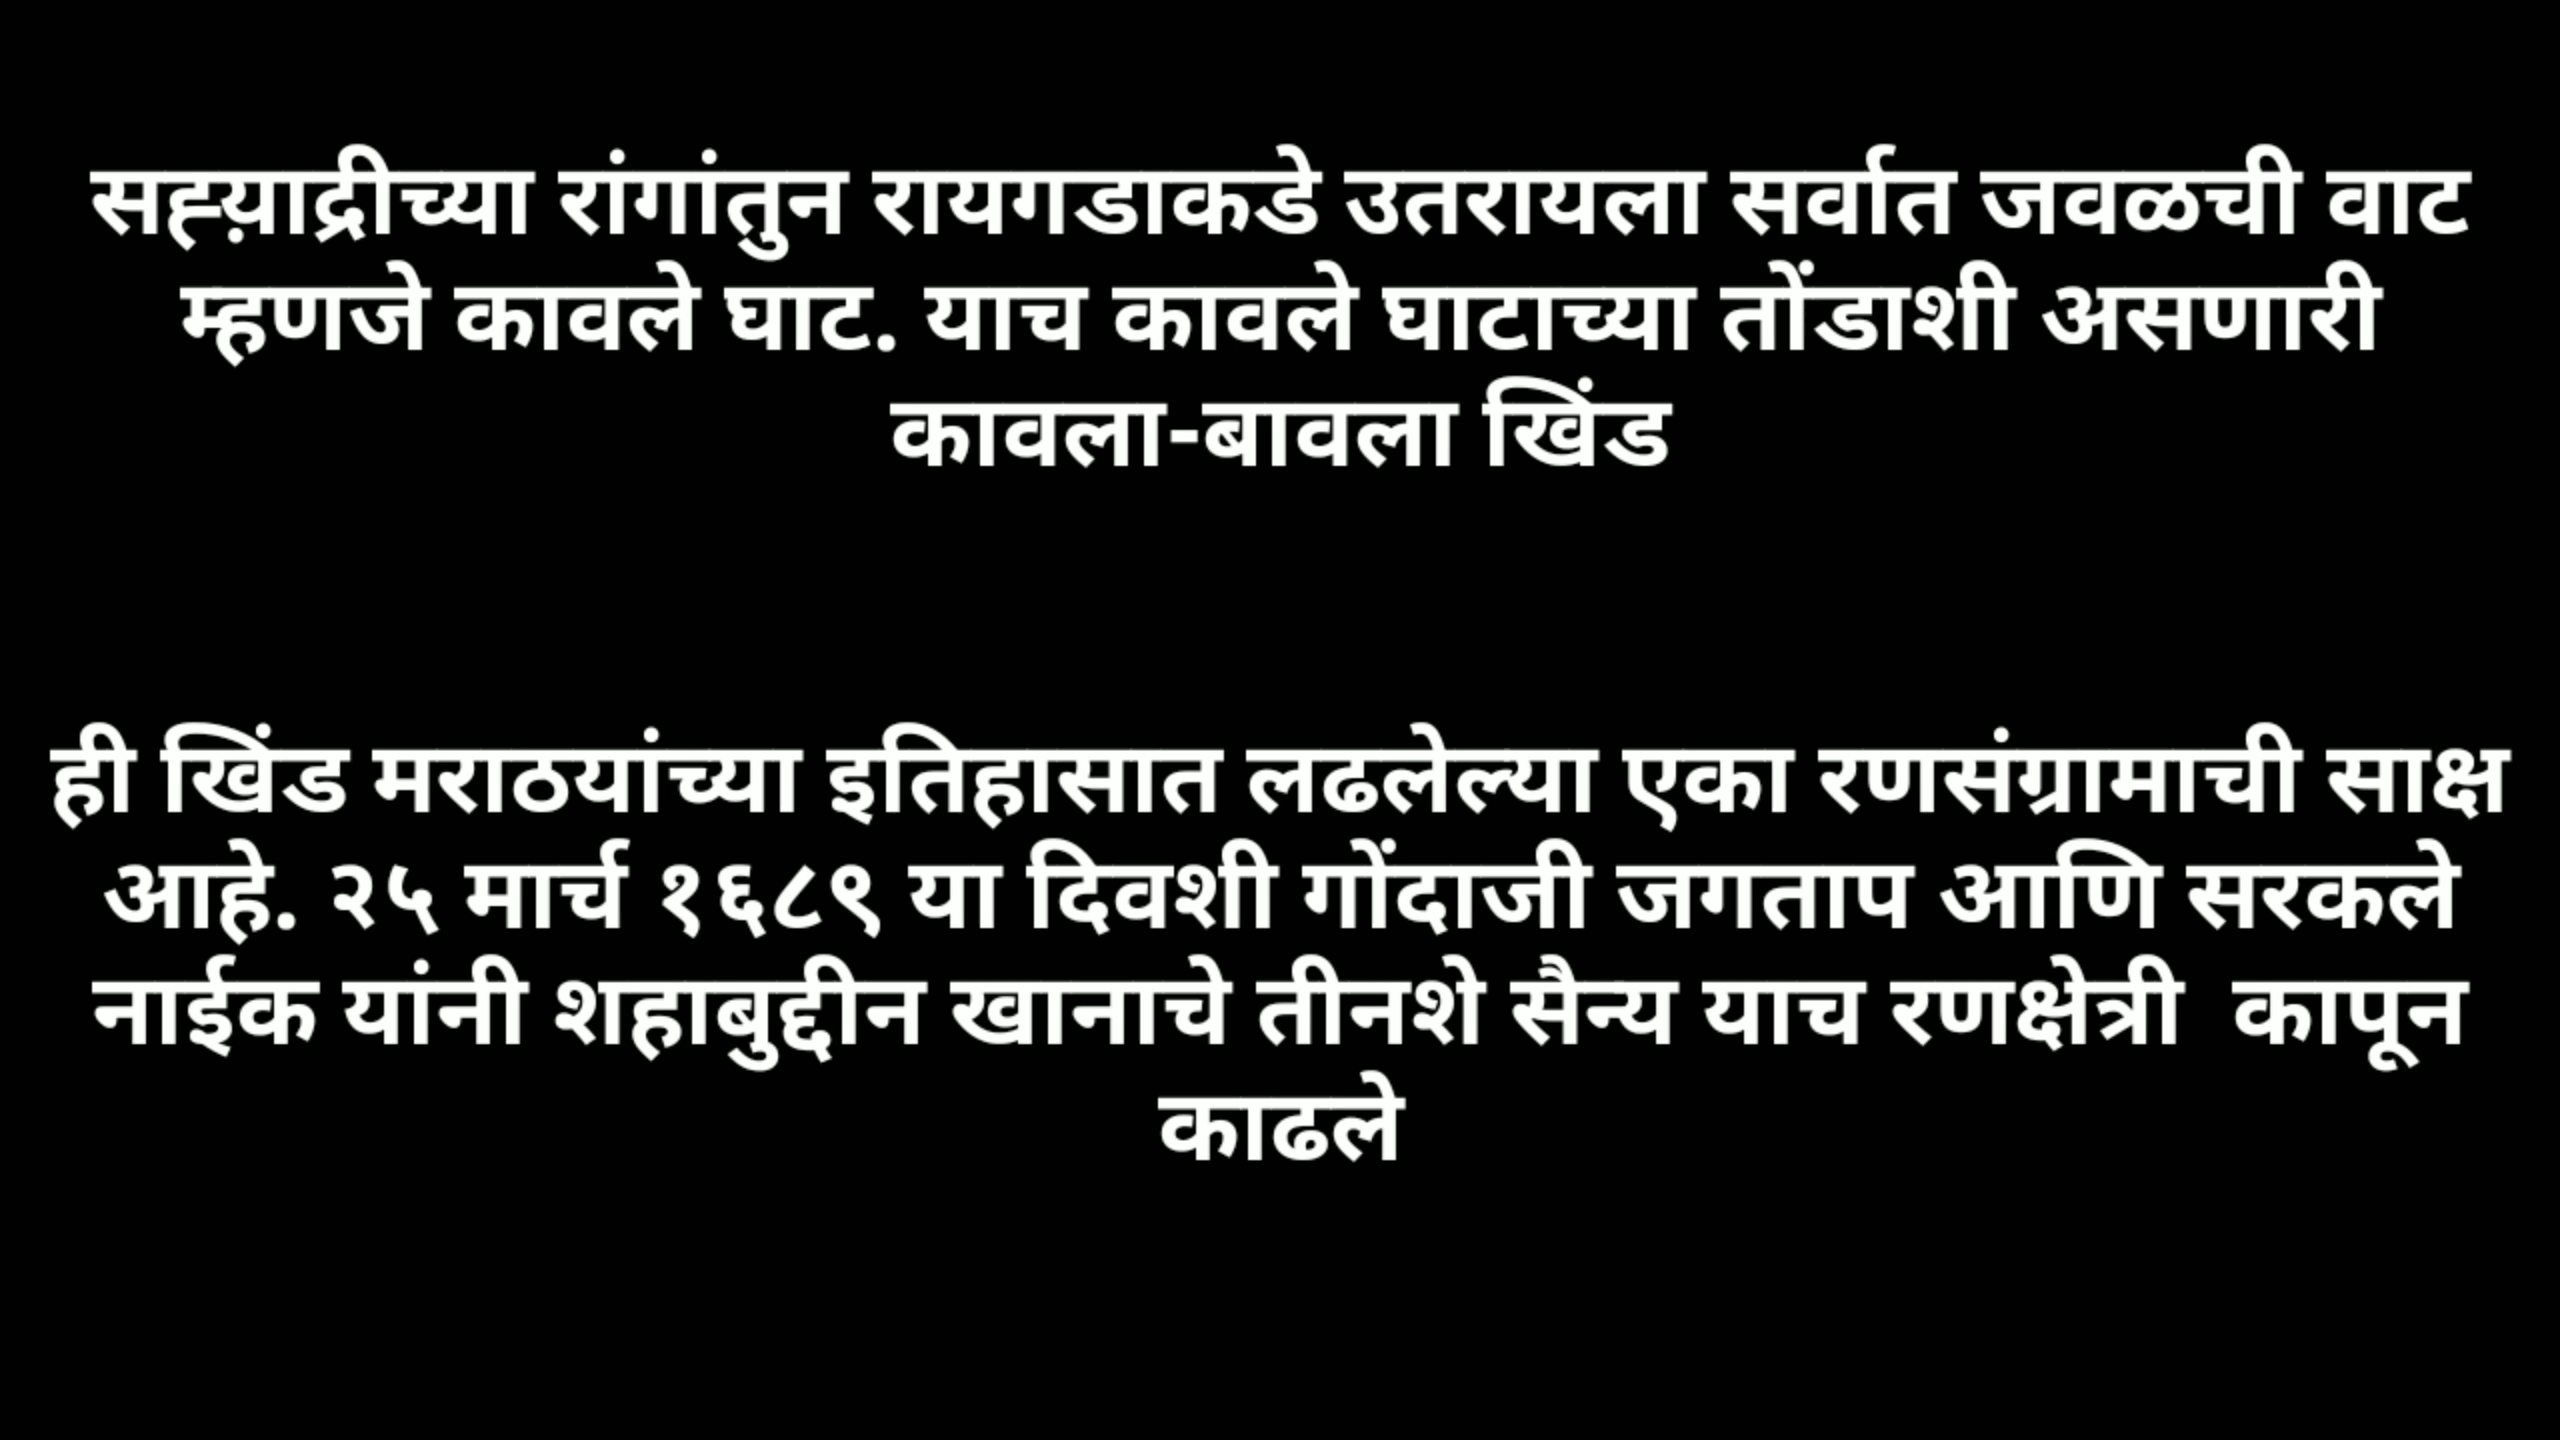 सह्य़ाद्रीच्या रांगांतुन रायगडाकडे उतरायला सर्वात जवळची वाट
म्हणजे कावले घाट. याच कावले घाटाच्या तोंडाशी असणारी
कावला-बावला खिंड
ही खिंड मराठयांच्या इतिहासात लढलेल्या एका रणसंग्रामाची साक्ष
आहे. २५ मार्च १६८९ या दिवशी गोंदाजी जगताप आणि सरकले
नाईक यांनी शहाबुद्दीन खानाचे तीनशे सैन्य याच रणक्षेत्री  कापून
काढले